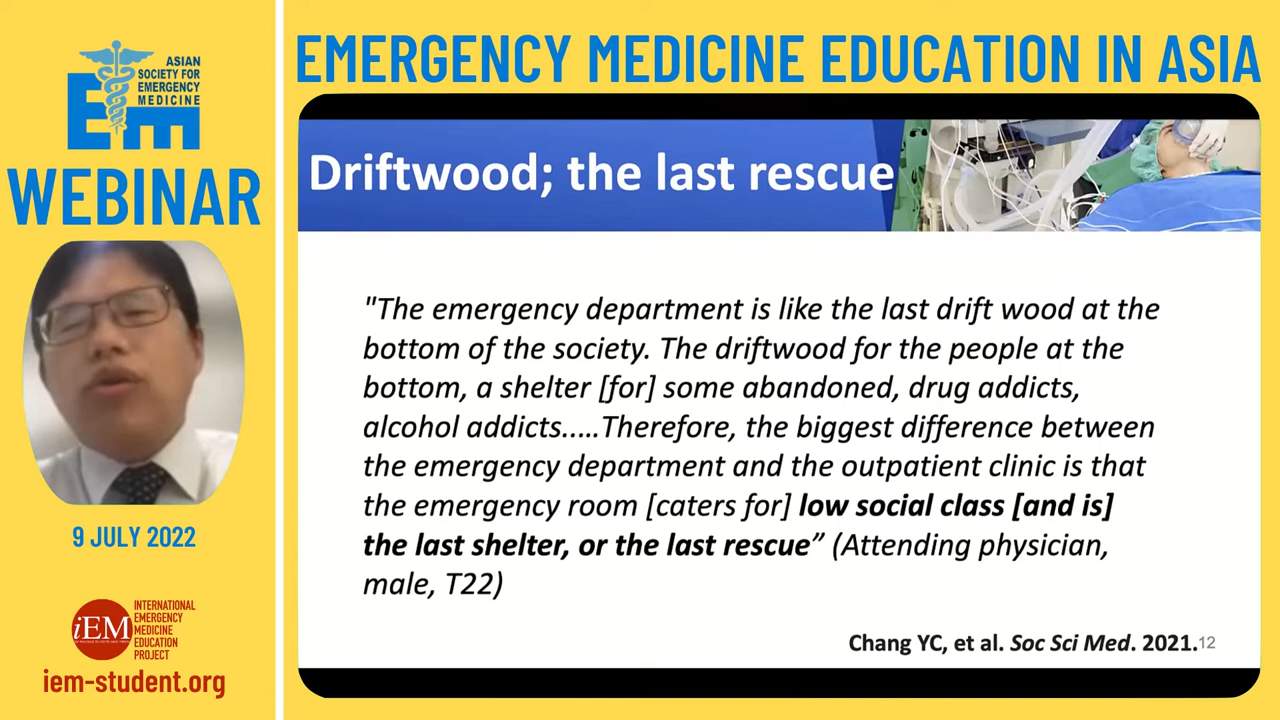 ASIAN
SOCIETY FOR
EMERGENCY
MEDICINE
EM
WEBINAR
9 JULY 2022
iEM
INTERNATIONAL
EMERGENCY
MEDICINE
EDUCATION
PROJECT
iem-student.org
EMERGENCY MEDICINE EDUCATION IN ASIA
Driftwood; the last rescue
"The emergency department is like the last drift wood at the
bottom of the society. The driftwood for the people at the
bottom, a shelter [for] some abandoned, drug addicts,
alcohol addicts.....Therefore, the biggest difference between
the emergency department and the outpatient clinic is that
the emergency room [caters for] low social class [and is]
the last shelter, or the last rescue” (Attending physician,
male, T22)
Chang YC, et al. Soc Sci Med. 2021.
12